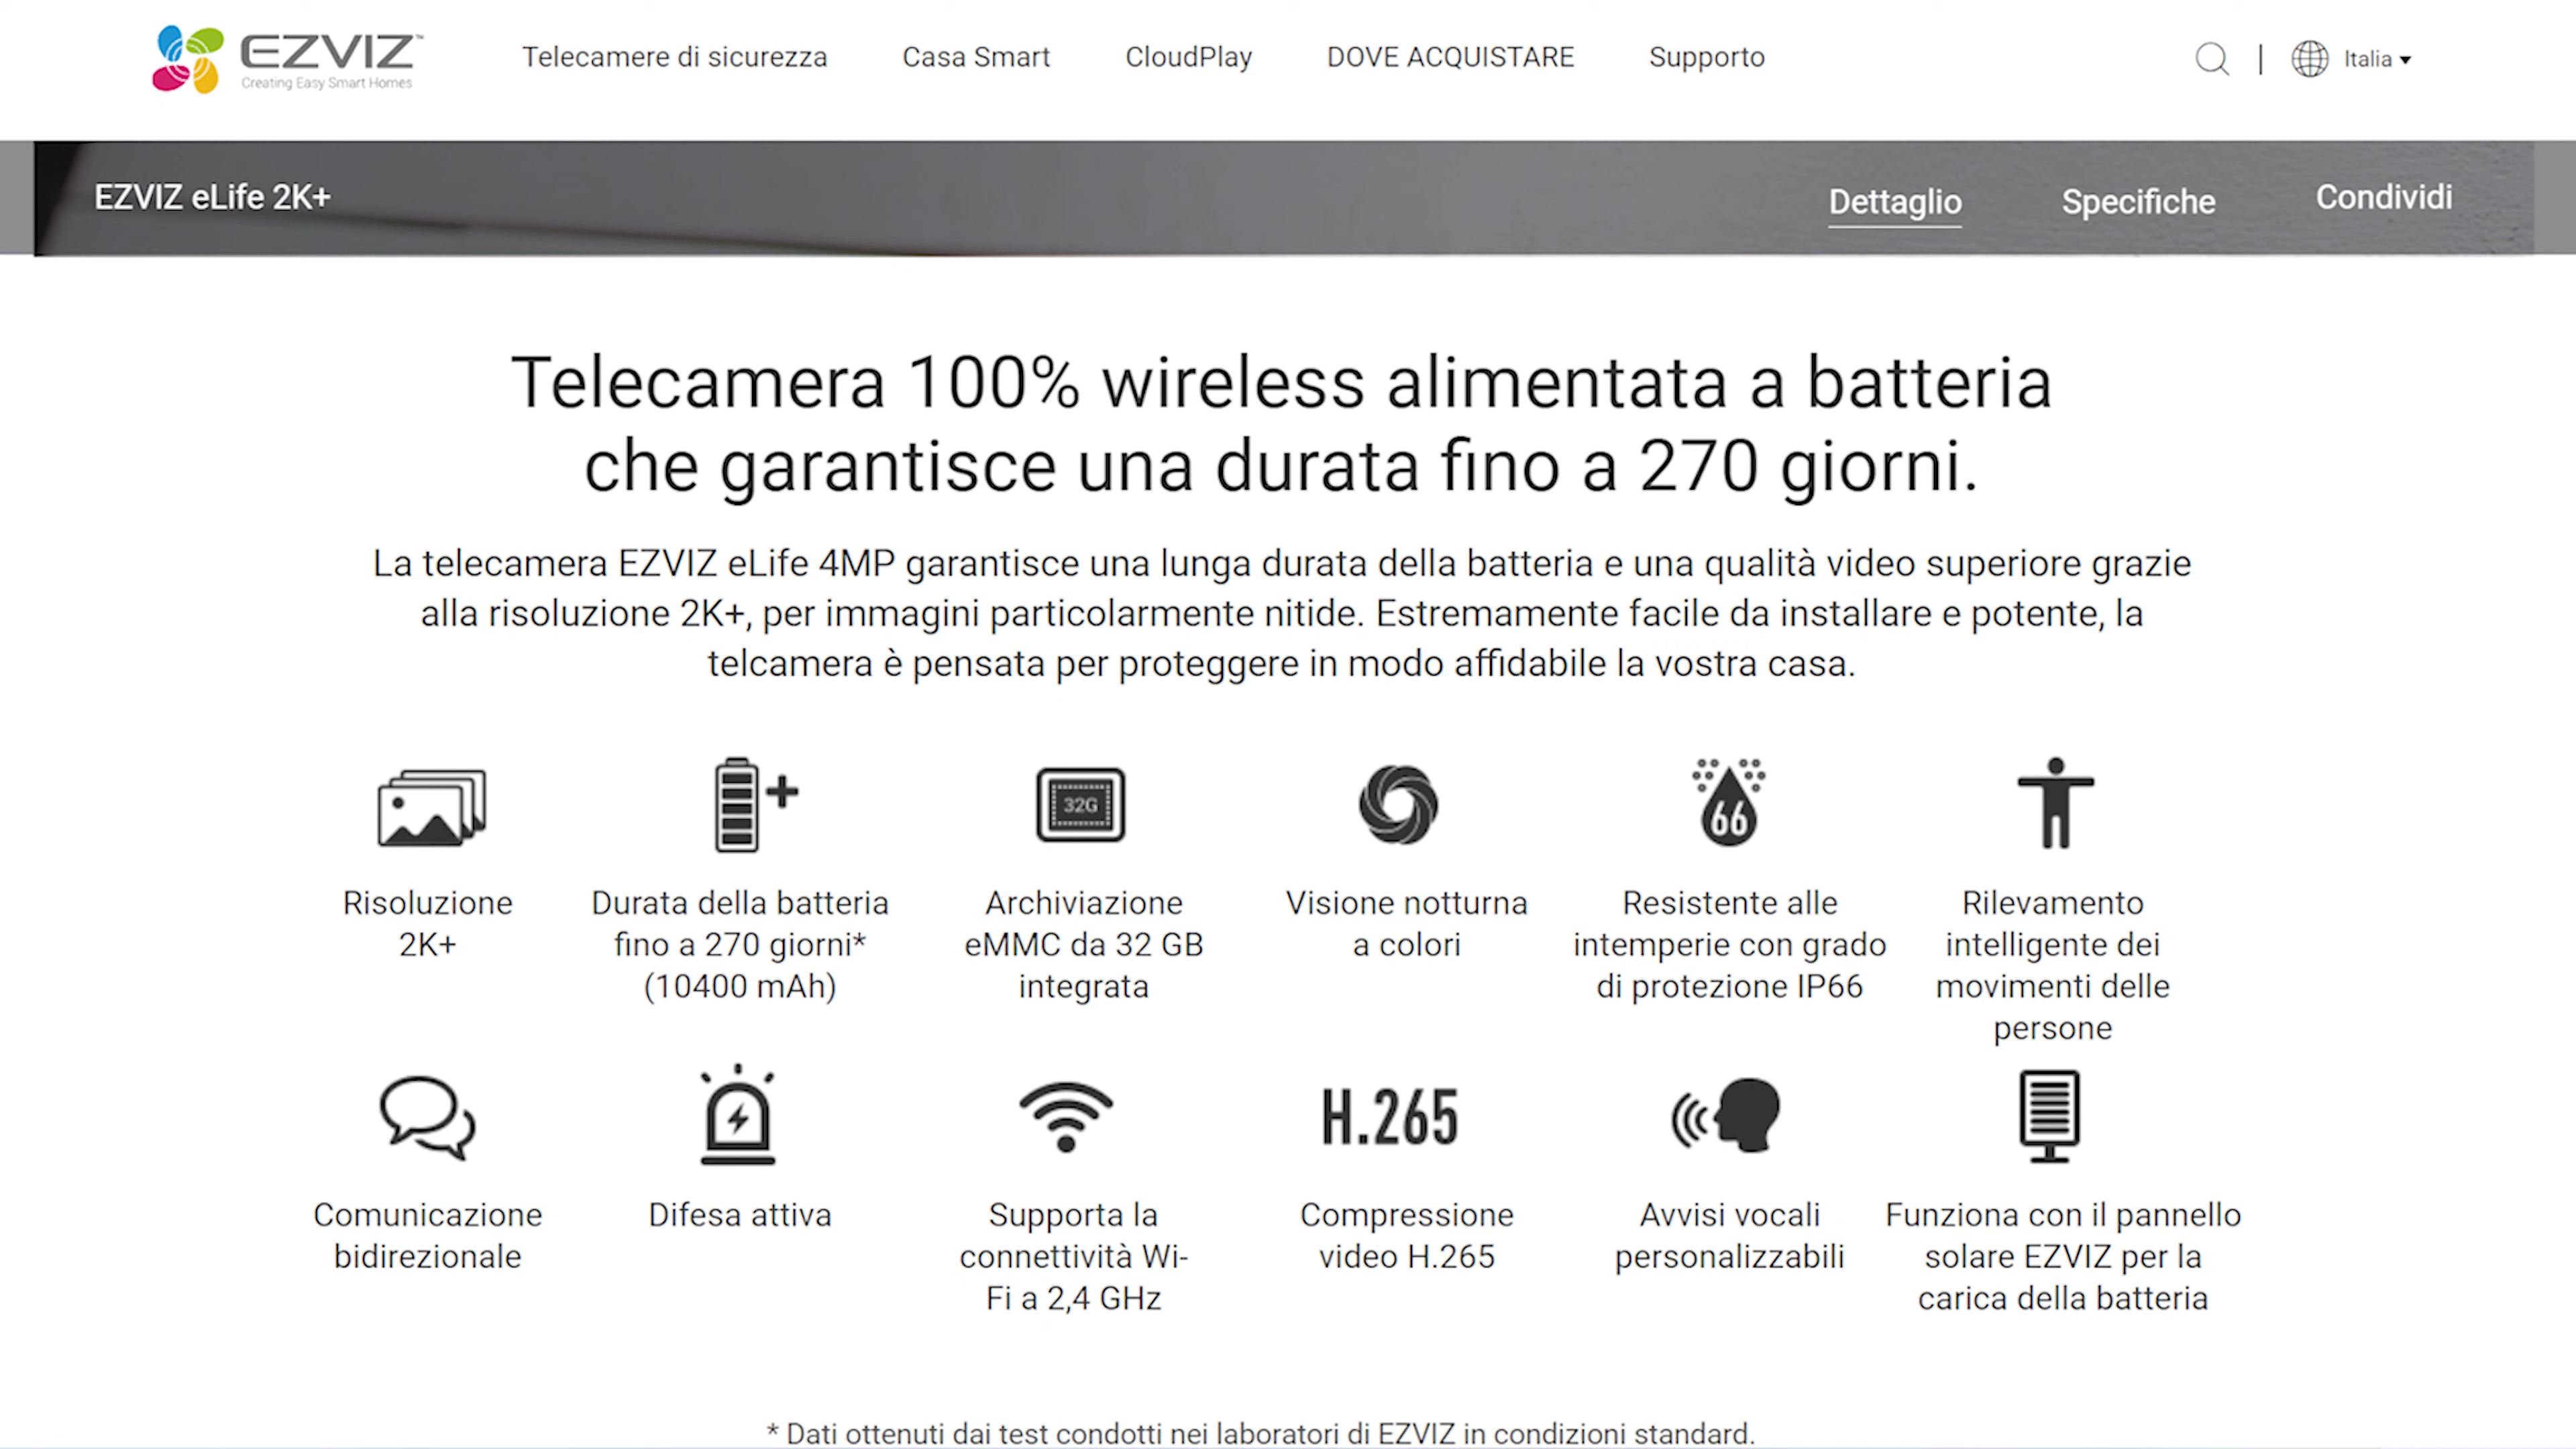 EZVIZ™
Creating Easy Smart Homes
Telecamere di sicurezza
Casa Smart
CloudPlay
DOVE ACQUISTARE
Supporto
Italia
EZVIZ eLife 2K+
Dettaglio
Specifiche
Condividi
Telecamera 100% wireless alimentata a batteria
che garantisce una durata fino a 270 giorni.
La telecamera EZVIZ eLife 4MP garantisce una lunga durata della batteria e una qualità video superiore grazie
alla risoluzione 2K+, per immagini particolarmente nitide. Estremamente facile da installare e potente, la
telcamera è pensata per proteggere in modo affidabile la vostra casa.
32G
66
Risoluzione
2K+
Durata della batteria
fino a 270 giorni*
(10400 mAh)
Archiviazione
eMMC da 32 GB
integrata
Visione notturna
a colori
Resistente alle
intemperie con grado
di protezione IP66
Rilevamento
intelligente dei
movimenti delle
persone
H.265
Comunicazione
bidirezionale
Difesa attiva
Supporta la
connettività Wi-
Fi a 2,4 GHz
Compressione
video H.265
Avvisi vocali
personalizzabili
Funziona con il pannello
solare EZVIZ per la
carica della batteria
* Dati ottenuti dai test condotti nei laboratori di EZVIZ in condizioni standard.